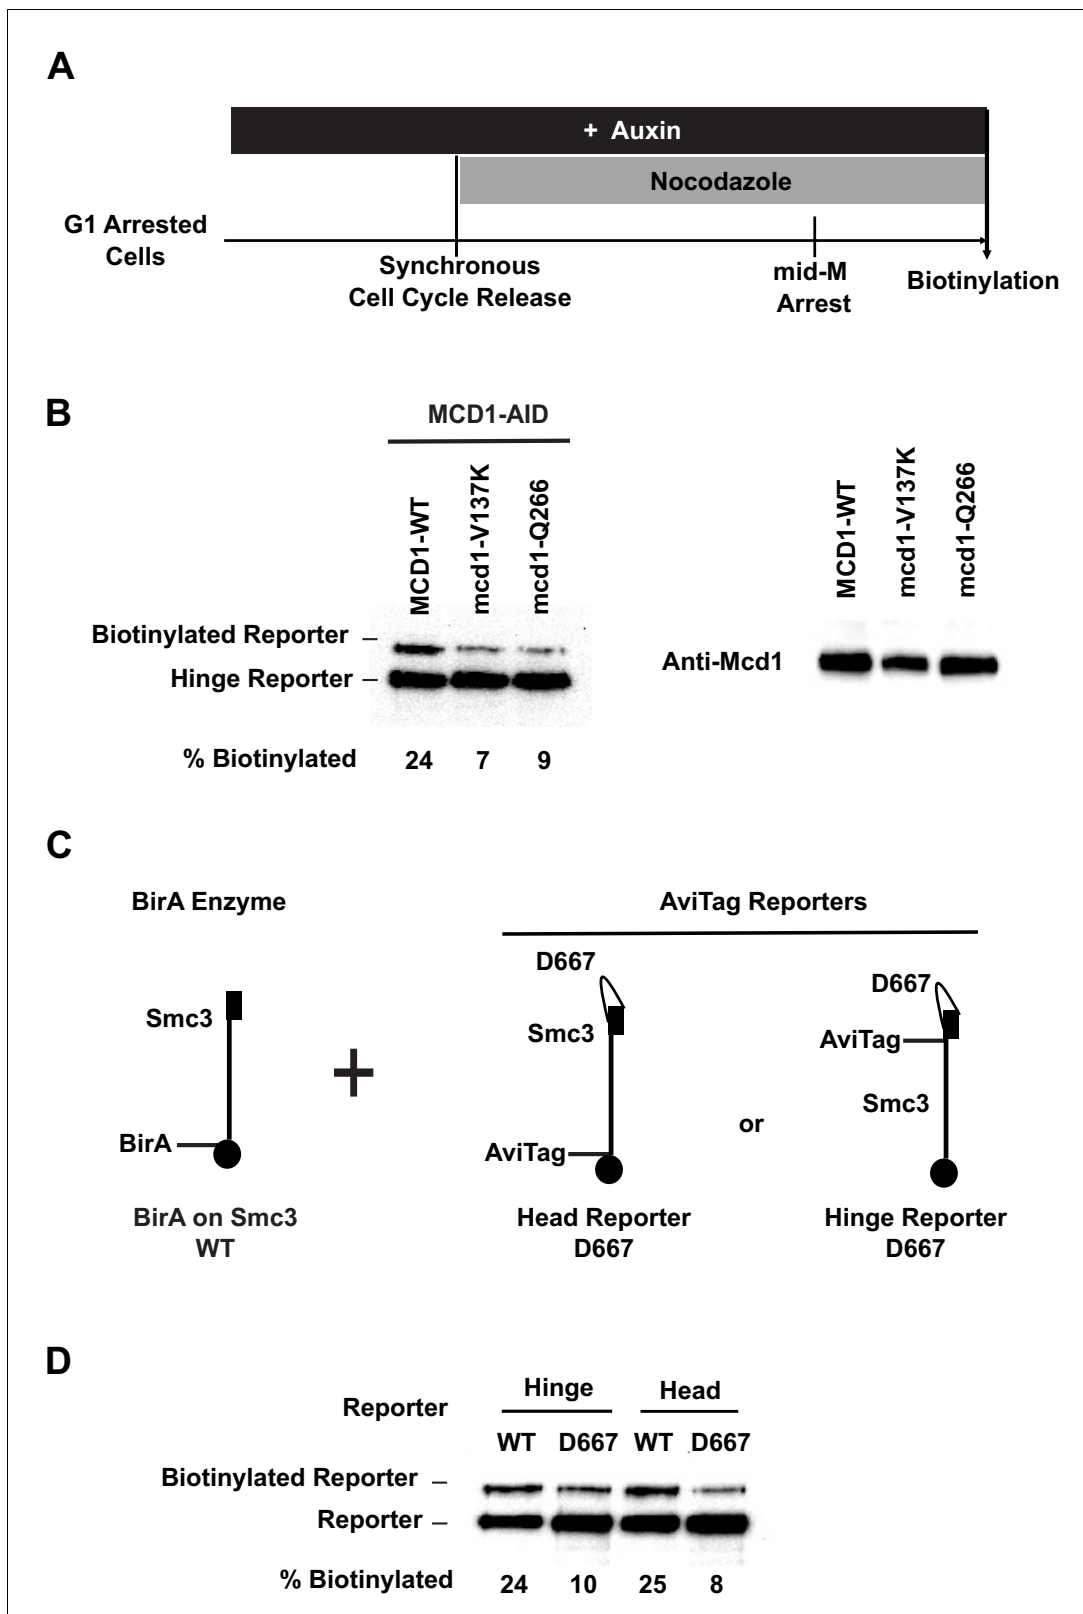 A
+ Auxin
Nocodazole
G1 Arrested
Cells
Synchronous
Cell Cycle Release
mid-M
Arrest
Biotinylation
B
MCD1-AID
MCD1-WT
mcd1-V137K
mcd1-Q266
Biotinylated Reporter
Hinge Reporter
% Biotinylated 24 7 9
MCD1-WT
mcd1-V137K
mcd1-Q266
Anti-Mcd1
C
BirA Enzyme
Smc3
BirA
BirA on Smc3
WT
+
AviTag Reporters
D667
Smc3
AviTag
Head Reporter
D667
or
D667
AviTag
Smc3
Hinge Reporter
D667
D
Reporter
Hinge Head
WT D667 WT D667
Biotinylated Reporter
Reporter
% Biotinylated 24 10 25 8